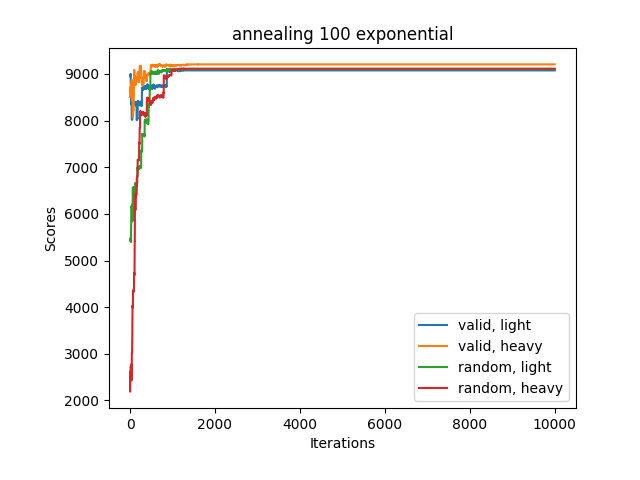 annealing 100 exponential
9000
8000
7000
6000
5000
4000
3000
2000
Scores
0
2000
4000
6000
8000
10000
Iterations
valid, light
valid, heavy
random, light
random, heavy